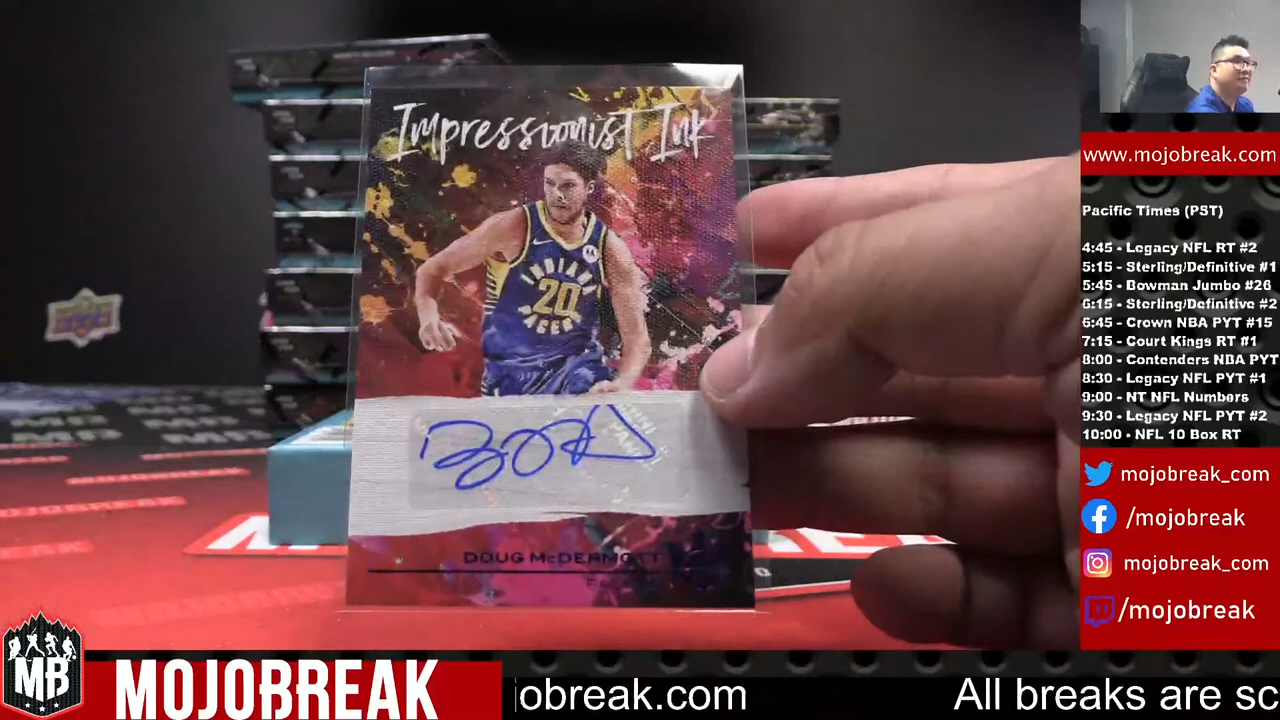 Impressionist Ink
INDIANA
20
PACERS
DOUG McDERMOTT
www.mojobreak.com
Pacific Times (PST)
4:45 - Legacy NFL RT #2
5:15 - Sterling/Definitive #1
5:45 - Bowman Jumbo #26
6:15 - Sterling/Definitive #2
6:45 - Crown NBA PYT #15
7:15 - Court Kings RT #1
8:00 - Contenders NBA PYT
8:30 - Legacy NFL PYT #1
9:00 - NT NFL Numbers
9:30 - Legacy NFL PYT #2
10:00 - NFL 10 Box RT
mojobreak_com
/mojobreak
mojobreak_com
/mojobreak
MB
MOJOBREAK
jobreak.com
All breaks are sc